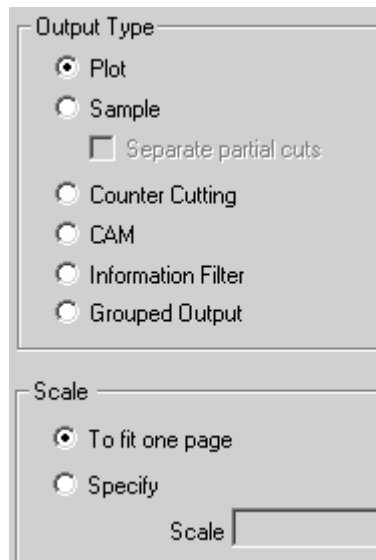 Output Type
Plot
Sample
Separate partial cuts
Counter Cutting
CAM
Information Filter
Grouped Output
Scale
To fit one page
Specify
Scale